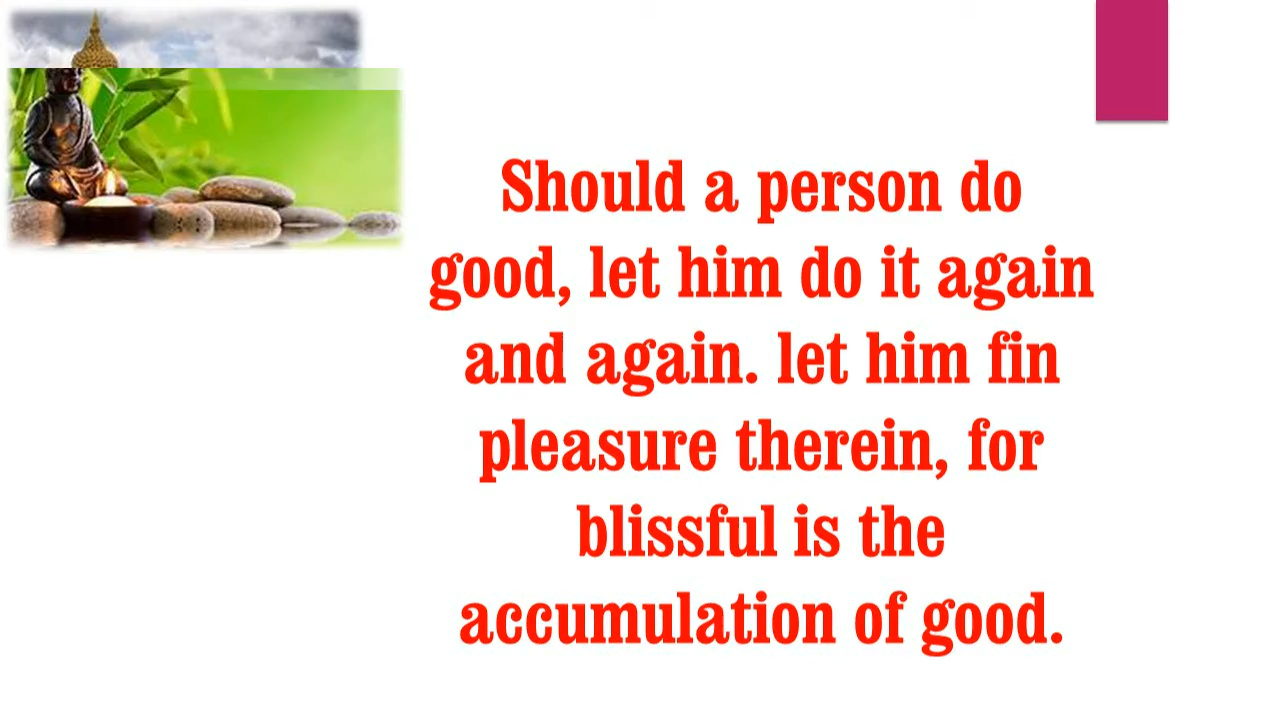 Should a person do
good, let him do it again
and again. let him fin
pleasure therein, for
blissful is the
accumulation of good.